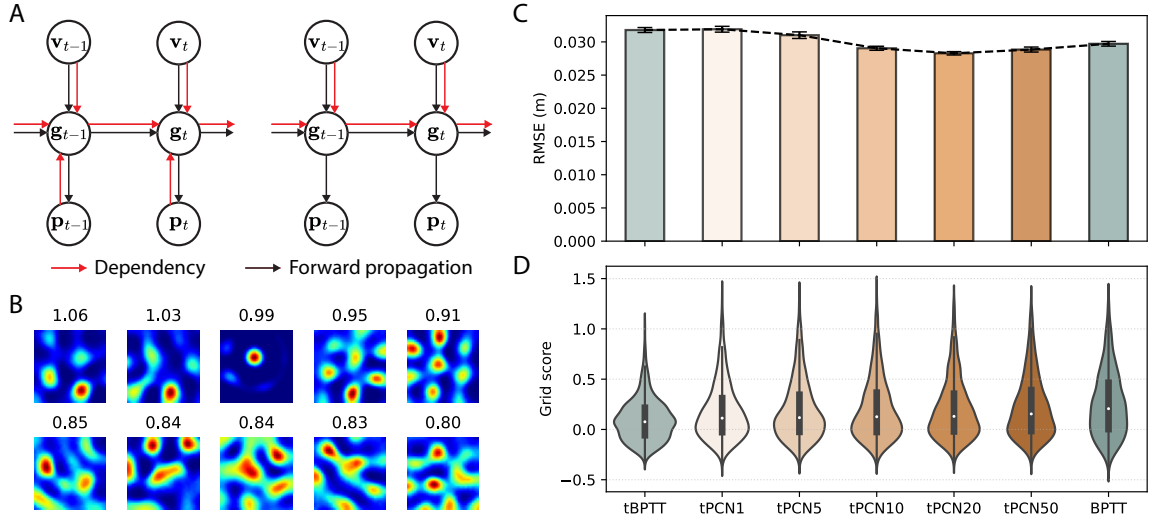 A
v_{t−1} v_t v_{t−1} v_t
g_{t−1} g_t g_{t−1} g_t
p_{t−1} p_t p_{t−1} p_t
Dependency Forward propagation
B
1.06 1.03 0.99 0.95 0.91
0.85 0.84 0.84 0.83 0.80
C
RMSE (m)
0.030
0.025
0.020
0.015
0.010
0.005
0.000
D
Grid score
1.5
1.0
0.5
0.0
−0.5
tBPTT tPCN1 tPCN5 tPCN10 tPCN20 tPCN50 BPTT